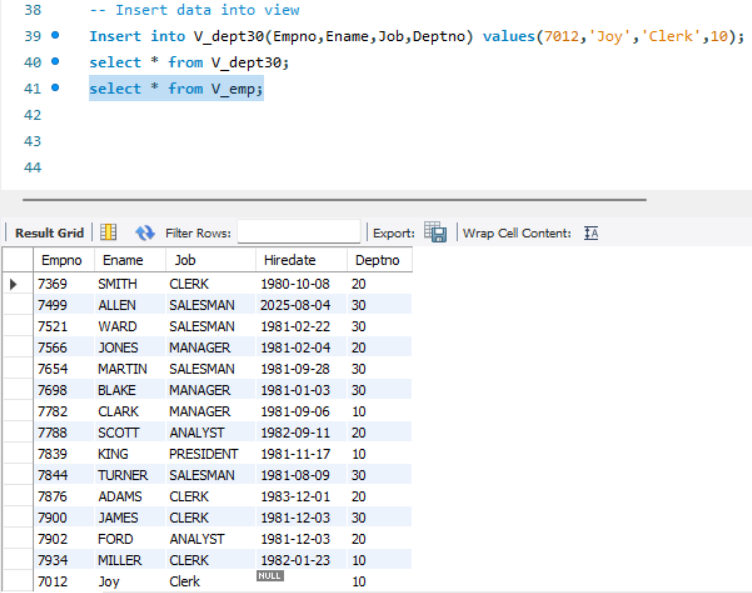 38 -- Insert data into view
39 Insert into V_dept30(Empno,Ename,Job,Deptno) values(7012,'Joy','Clerk',10);
40 select * from V_dept30;
41 select * from V_emp;
42
43
44
Result Grid Filter Rows: Export: Wrap Cell Content: IA
Empno Ename Job Hiredate Deptno
7369 SMITH CLERK 1980-10-08 20
7499 ALLEN SALESMAN 2025-08-04 30
7521 WARD SALESMAN 1981-02-22 30
7566 JONES MANAGER 1981-02-04 20
7654 MARTIN SALESMAN 1981-09-28 30
7698 BLAKE MANAGER 1981-01-03 30
7782 CLARK MANAGER 1981-09-06 10
7788 SCOTT ANALYST 1982-09-11 20
7839 KING PRESIDENT 1981-11-17 10
7844 TURNER SALESMAN 1981-08-09 30
7876 ADAMS CLERK 1983-12-01 20
7900 JAMES CLERK 1981-12-03 30
7902 FORD ANALYST 1981-12-03 20
7934 MILLER CLERK 1982-01-23 10
7012 Joy Clerk NULL 10